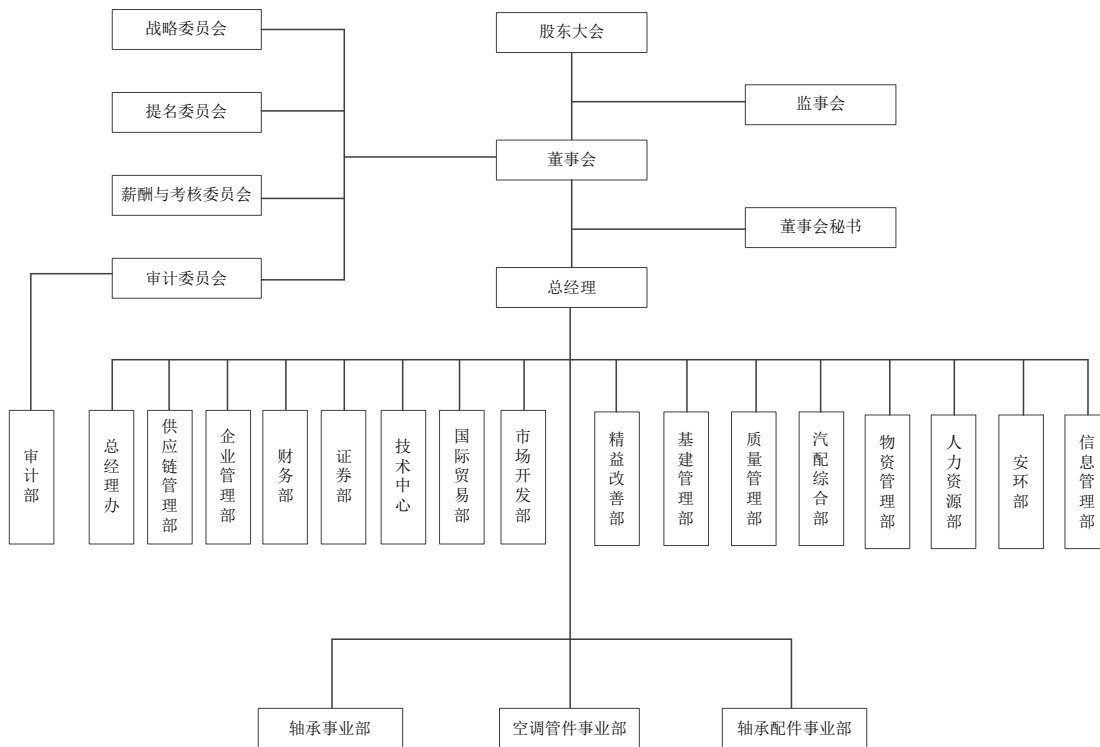 战略委员会
股东大会
提名委员会
监事会
董事会
薪酬与考核委员会
董事会秘书
审计委员会
总经理
审计部
总经理办
供应链管理部
企业管理部
财务部
证券部
技术中心
国际贸易部
市场开发部
精益改善部
基建管理部
质量管理部
汽配综合部
物资管理部
人力资源部
安环部
信息管理部
轴承事业部
空调管件事业部
轴承配件事业部